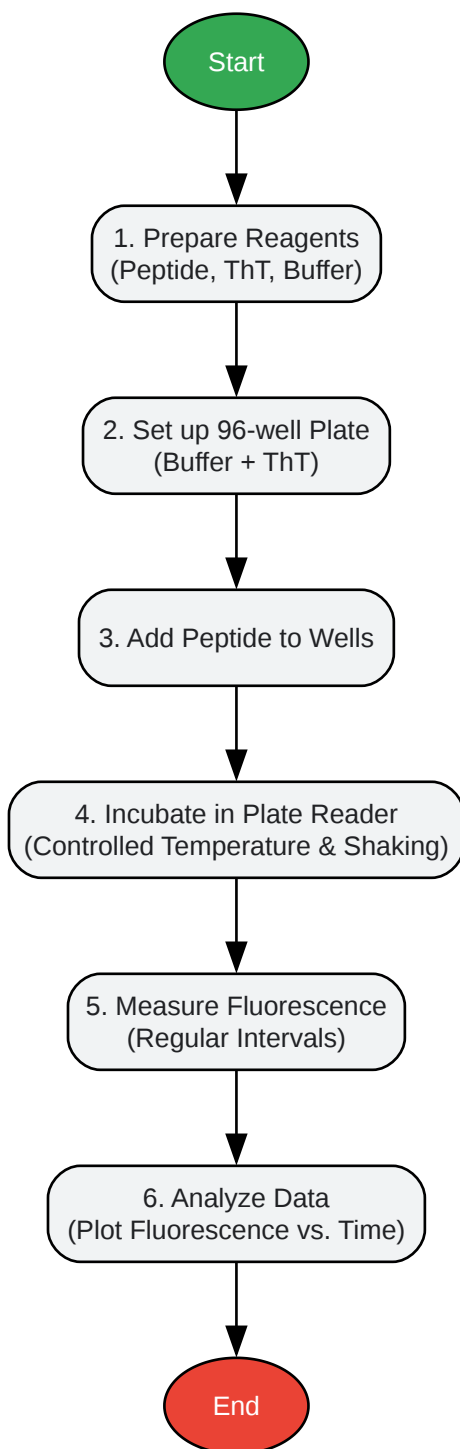 Start
1. Prepare Reagents
(Peptide, ThT, Buffer)
2. Set up 96-well Plate
(Buffer + ThT)
3. Add Peptide to Wells
4. Incubate in Plate Reader
(Controlled Temperature & Shaking)
5. Measure Fluorescence
(Regular Intervals)
6. Analyze Data
(Plot Fluorescence vs. Time)
End